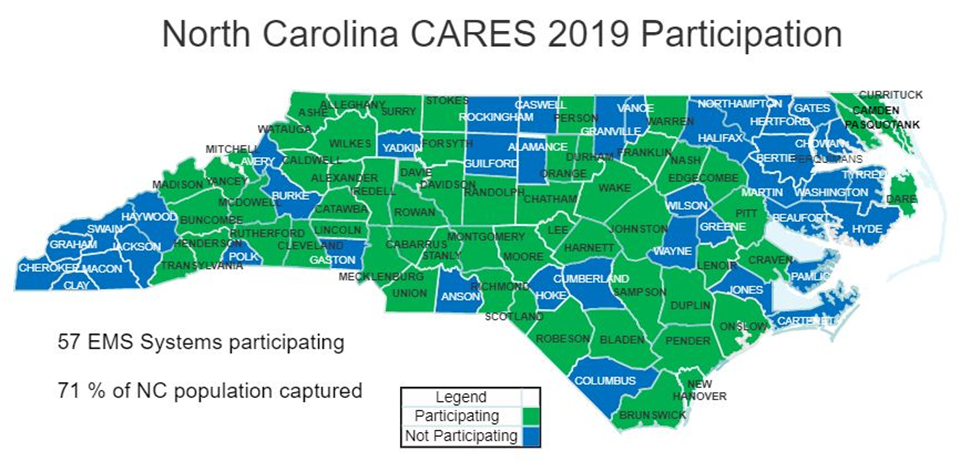 North Carolina CARES 2019 Participation
CURRITUCK
CAMDEN
PASQUOTANK
ALLEGHANY
ASHE
SURRY
STOKES
ROCKINGHAM
CASWELL
PERSON
GRANVILLE
VANCE
WARREN
NORTHAMPTON
GATES
HERTFORD
HALIFAX
CHOWAN
BERTIE
PERQUIMANS
WATAUGA
WILKES
YADKIN
FORSYTH
GUILFORD
ALAMANCE
ORANGE
DURHAM
FRANKLIN
NASH
MITCHELL
AVERY
CALDWELL
ALEXANDER
IREDELL
DAVIE
DAVIDSON
RANDOLPH
CHATHAM
WAKE
EDGECOMBE
MARTIN
WASHINGTON
TYRREL
DARE
MADISON
YANCEY
MCDOWELL
BURKE
CATAWBA
ROWAN
WILSON
PITT
BEAUFORT
HYDE
HAYWOOD
BUNCOMBE
RUTHERFORD
LINCOLN
CABARRUS
MONTGOMERY
STANLY
MOORE
LEE
HARNETT
JOHNSTON
WAYNE
GREENE
LENOIR
CRAVEN
PAMLIC
SWAIN
GRAHAM
JACKSON
HENDERSON
TRANSYLVANIA
POLK
CLEVELAND
GASTON
MECKLENBURG
UNION
ANSON
RICHMOND
HOKE
CUMBERLAND
SAMPSON
DUPLIN
JONES
CARTERET
CHEROKEE
MACON
CLAY
SCOTLAND
ROBESON
BLADEN
PENDER
ONSLOW
57 EMS Systems participating
71 % of NC population captured
COLUMBUS
NEW
HANOVER
BRUNSWICK
Legend
Participating
Not Participating